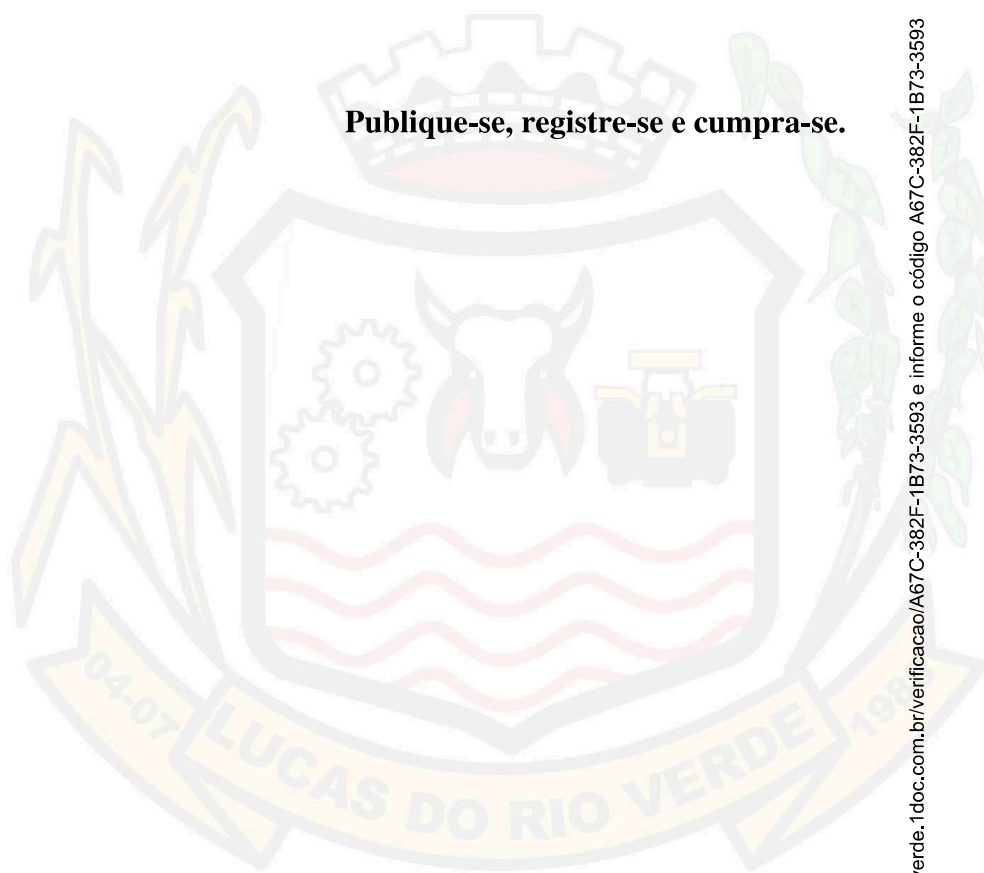 Publique-se, registre-se e cumpra-se.
04-07
LUCAS DO RIO VERDE
verde.1doc.com.br/verificacao/A67C-382F-1B73-3593 e informe o código A67C-382F-1B73-3593